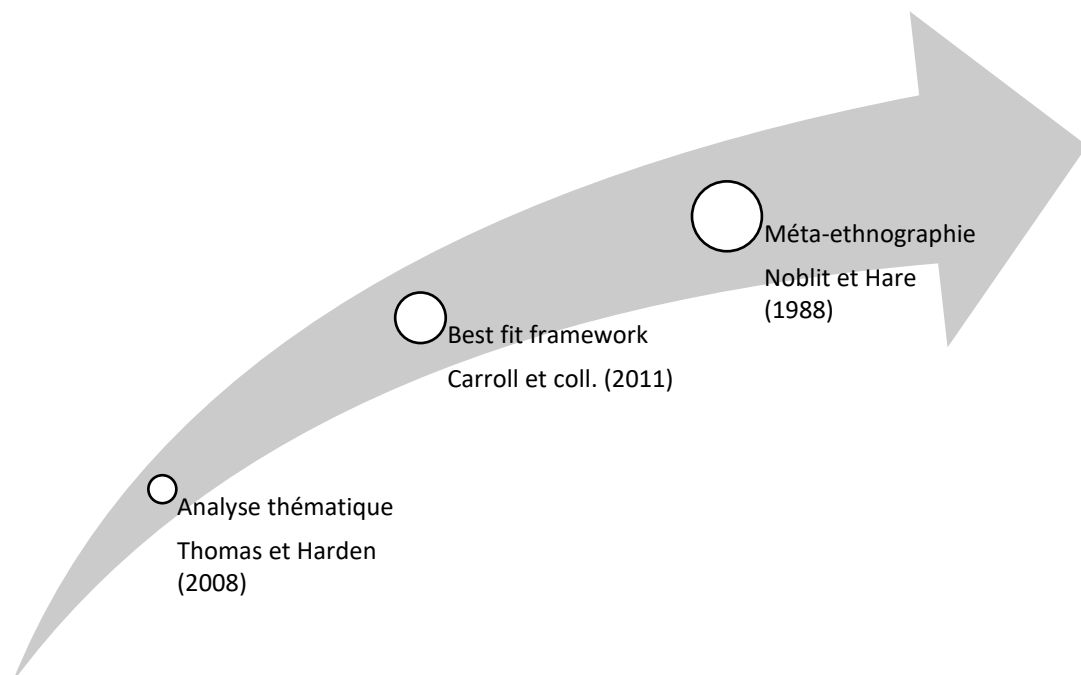 Méta-ethnographie
Noblit et Hare
(1988)
Best fit framework
Carroll et coll. (2011)
Analyse thématique
Thomas et Harden
(2008)